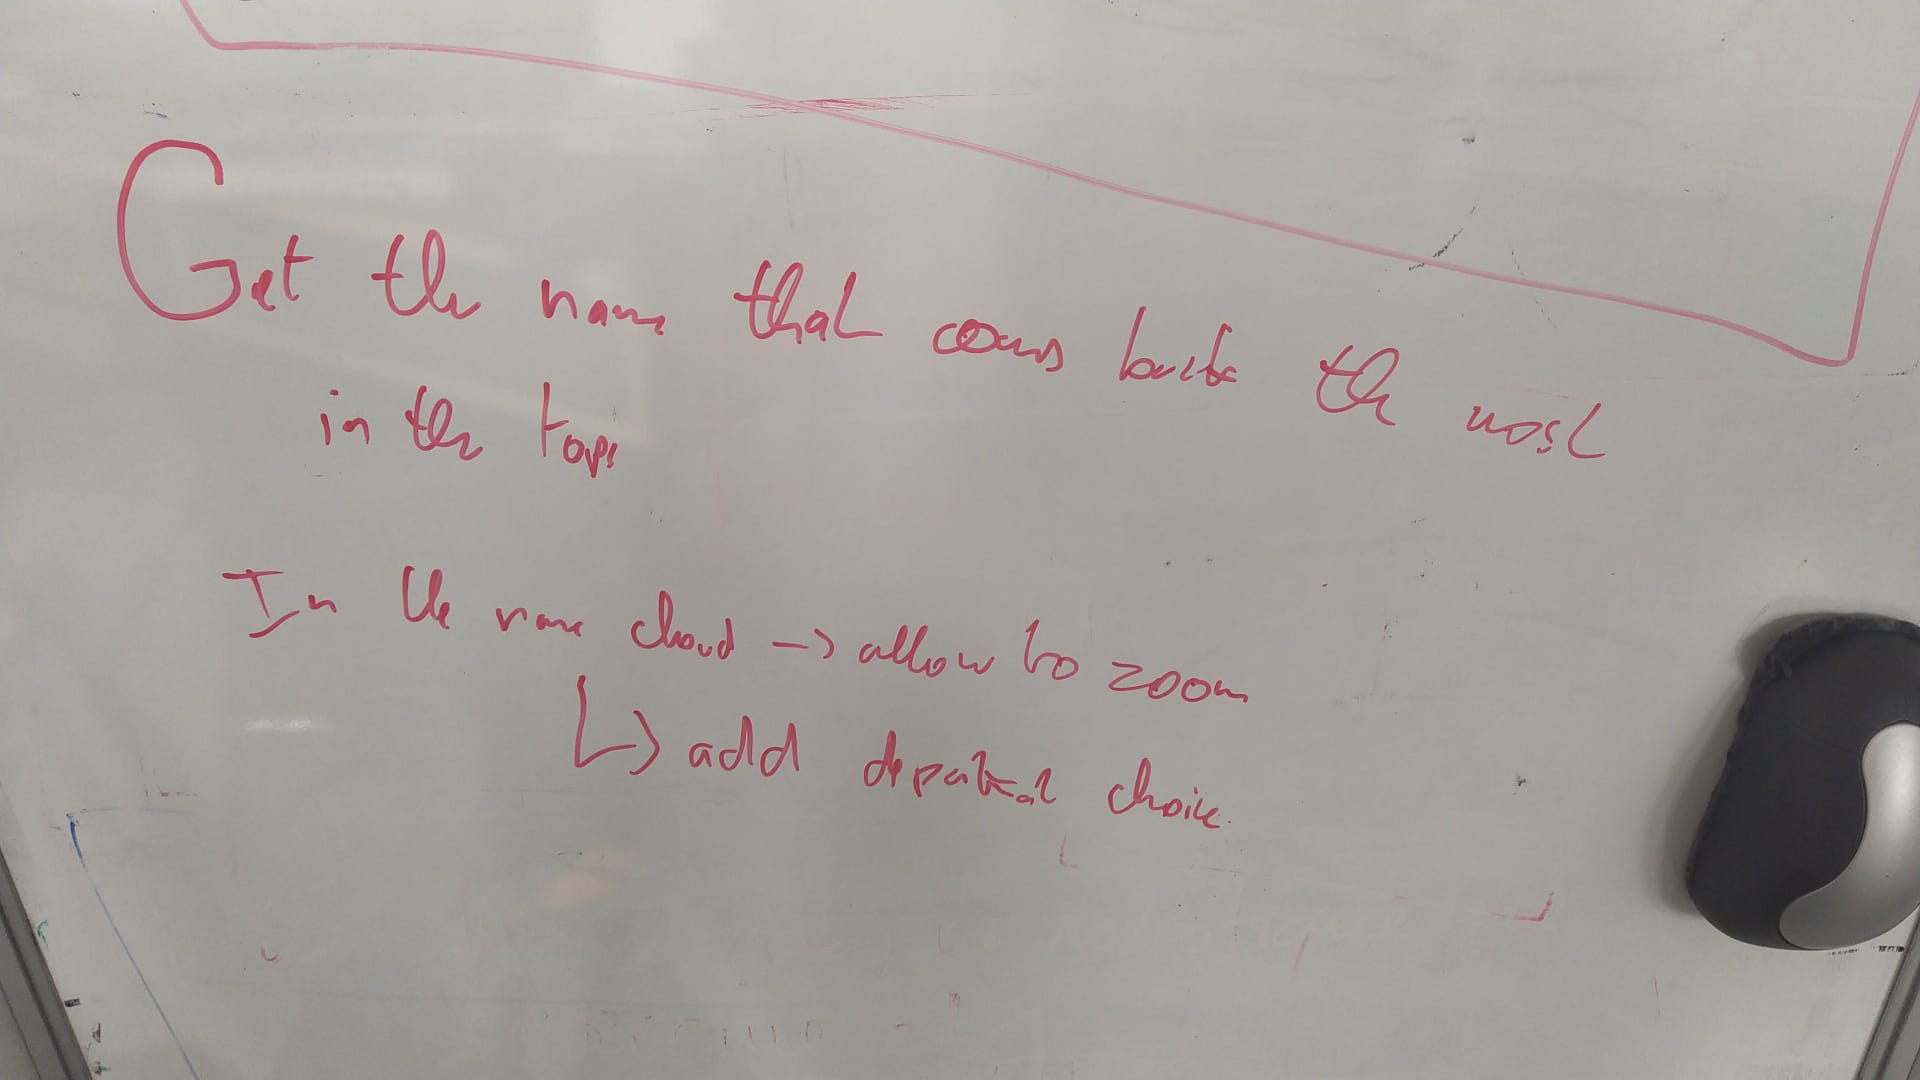 Get the name that comes back the most
in the tops
In the name cloud -> allow to zoom
↳ add choice